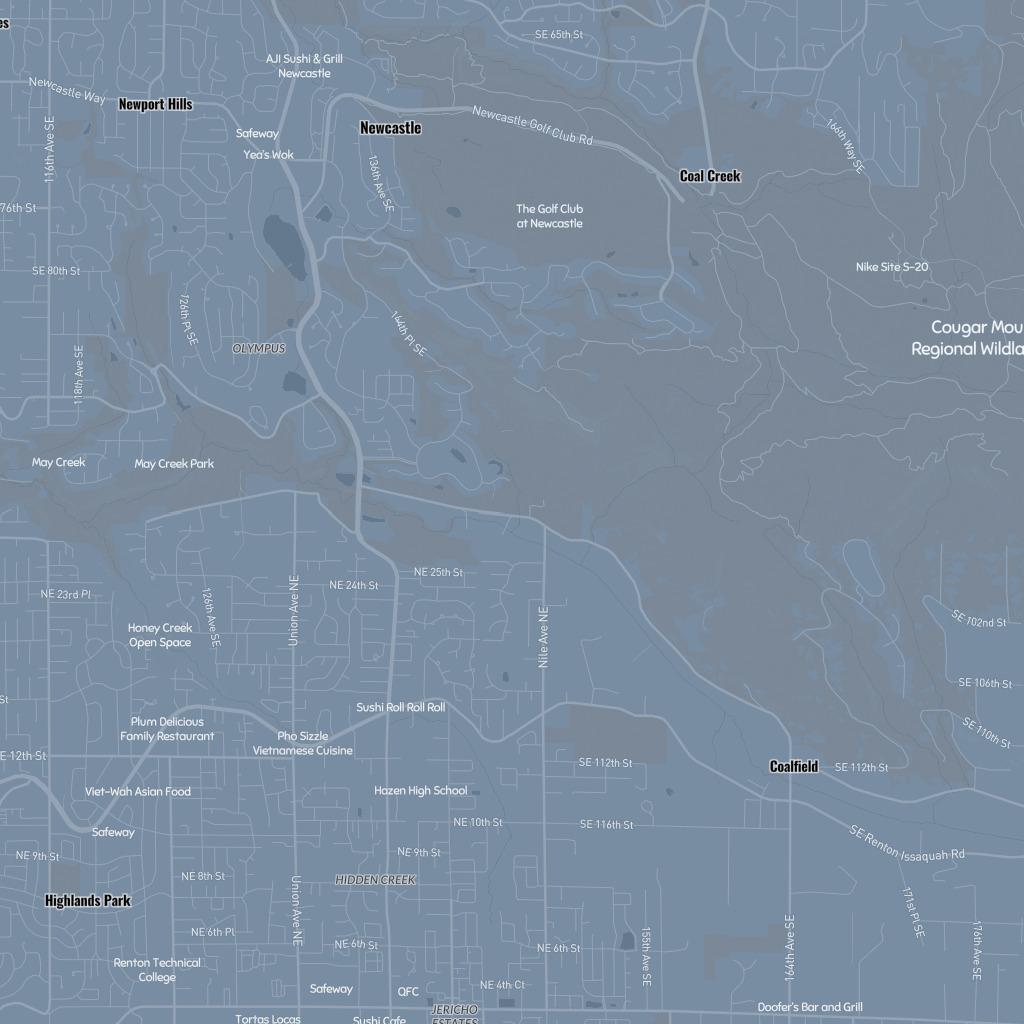 es
SE 65th St
AJI Sushi & Grill
Newcastle
Newcastle Way
Newport Hills
Newcastle
Newcastle Golf Club Rd
Safeway
Yea's Wok
116th Ave SE
136th Ave SE
166th Way SE
Coal Creek
76th St
The Golf Club
at Newcastle
SE 80th St
Nike Site S-20
126th Pl SE
144th Pl SE
Cougar Mou
Regional Wildla
OLYMPUS
118th Ave SE
May Creek
May Creek Park
NE 25th St
NE 24th St
NE 23rd Pl
126th Ave SE
Union Ave NE
Nile Ave NE
SE 102nd St
Honey Creek
Open Space
SE 106th St
St
Sushi Roll Roll Roll
Plum Delicious
Family Restaurant
Pho Sizzle
Vietnamese Cuisine
SE 110th St
E 12th St
SE 112th St
Coalfield
SE 112th St
Viet-Wah Asian Food
Hazen High School
Safeway
NE 10th St
SE 116th St
SE Renton Issaquah Rd
NE 9th St
NE 9th St
NE 8th St
HIDDEN CREEK
Highlands Park
Union Ave NE
171st Pl SE
NE 6th Pl
NE 6th St
NE 6th St
155th Ave SE
164th Ave SE
176th Ave SE
Renton Technical
College
Safeway
QFC
NE 4th Ct
Doofer's Bar and Grill
JERICHO
ESTATES
Tortas Locas
Sushi Cafe